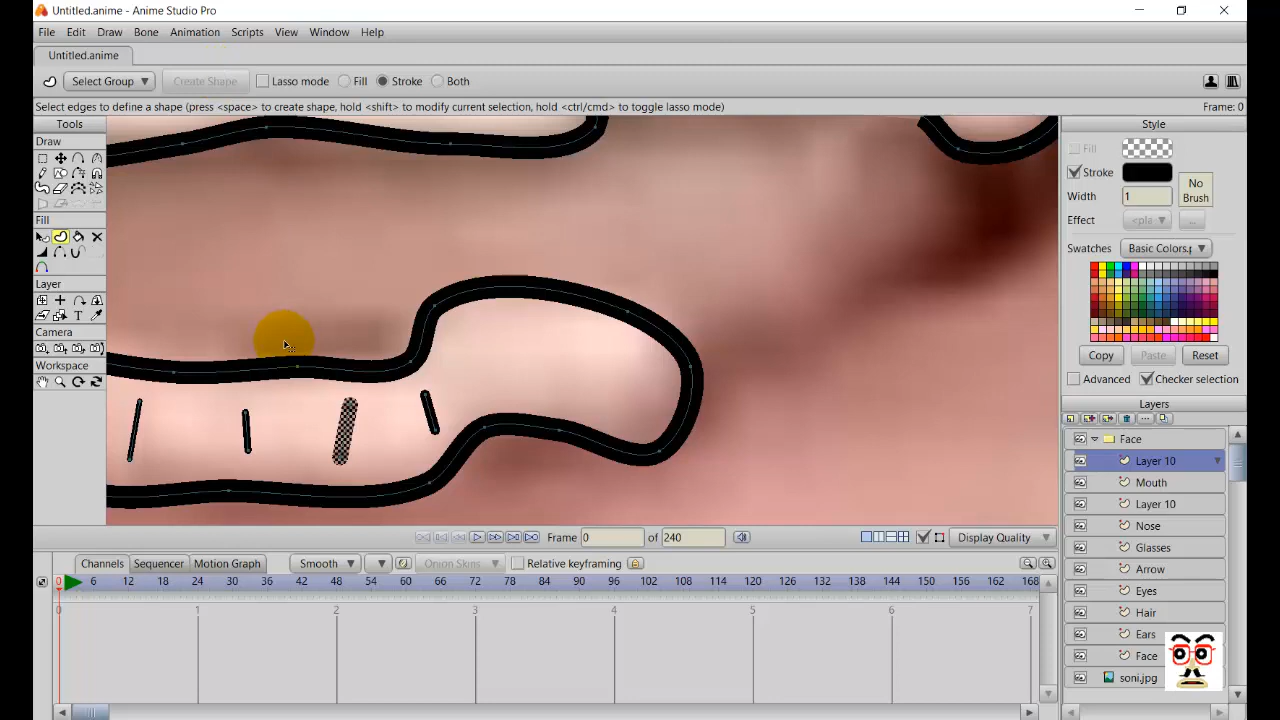 Untitled.anime - Anime Studio Pro
File Edit Draw Bone Animation Scripts View Window Help
Untitled.anime
Select Group Create Shape Lasso mode Fill Stroke Both
Select edges to define a shape (press <space> to create shape, hold <shift> to modify current selection, hold <ctrl/cmd> to toggle lasso mode) Frame: 0
Tools
Draw
Fill
Layer
Camera
Workspace
Style
Fill
Stroke
Width 1
No Brush
Effect <pla ...
Swatches Basic Colors.p
Copy Paste Reset
Advanced Checker selection
Layers
Face
Layer 10
Mouth
Layer 10
Nose
Glasses
Arrow
Eyes
Hair
Ears
Face
soni.jpg
Frame 0 of 240 Display Quality
Channels Sequencer Motion Graph Smooth Onion Skins Relative keyframing
0 6 12 18 24 30 36 42 48 54 60 66 72 78 84 90 96 102 108 114 120 126 132 138 144 150 156 162 168
0 1 2 3 4 5 6 7